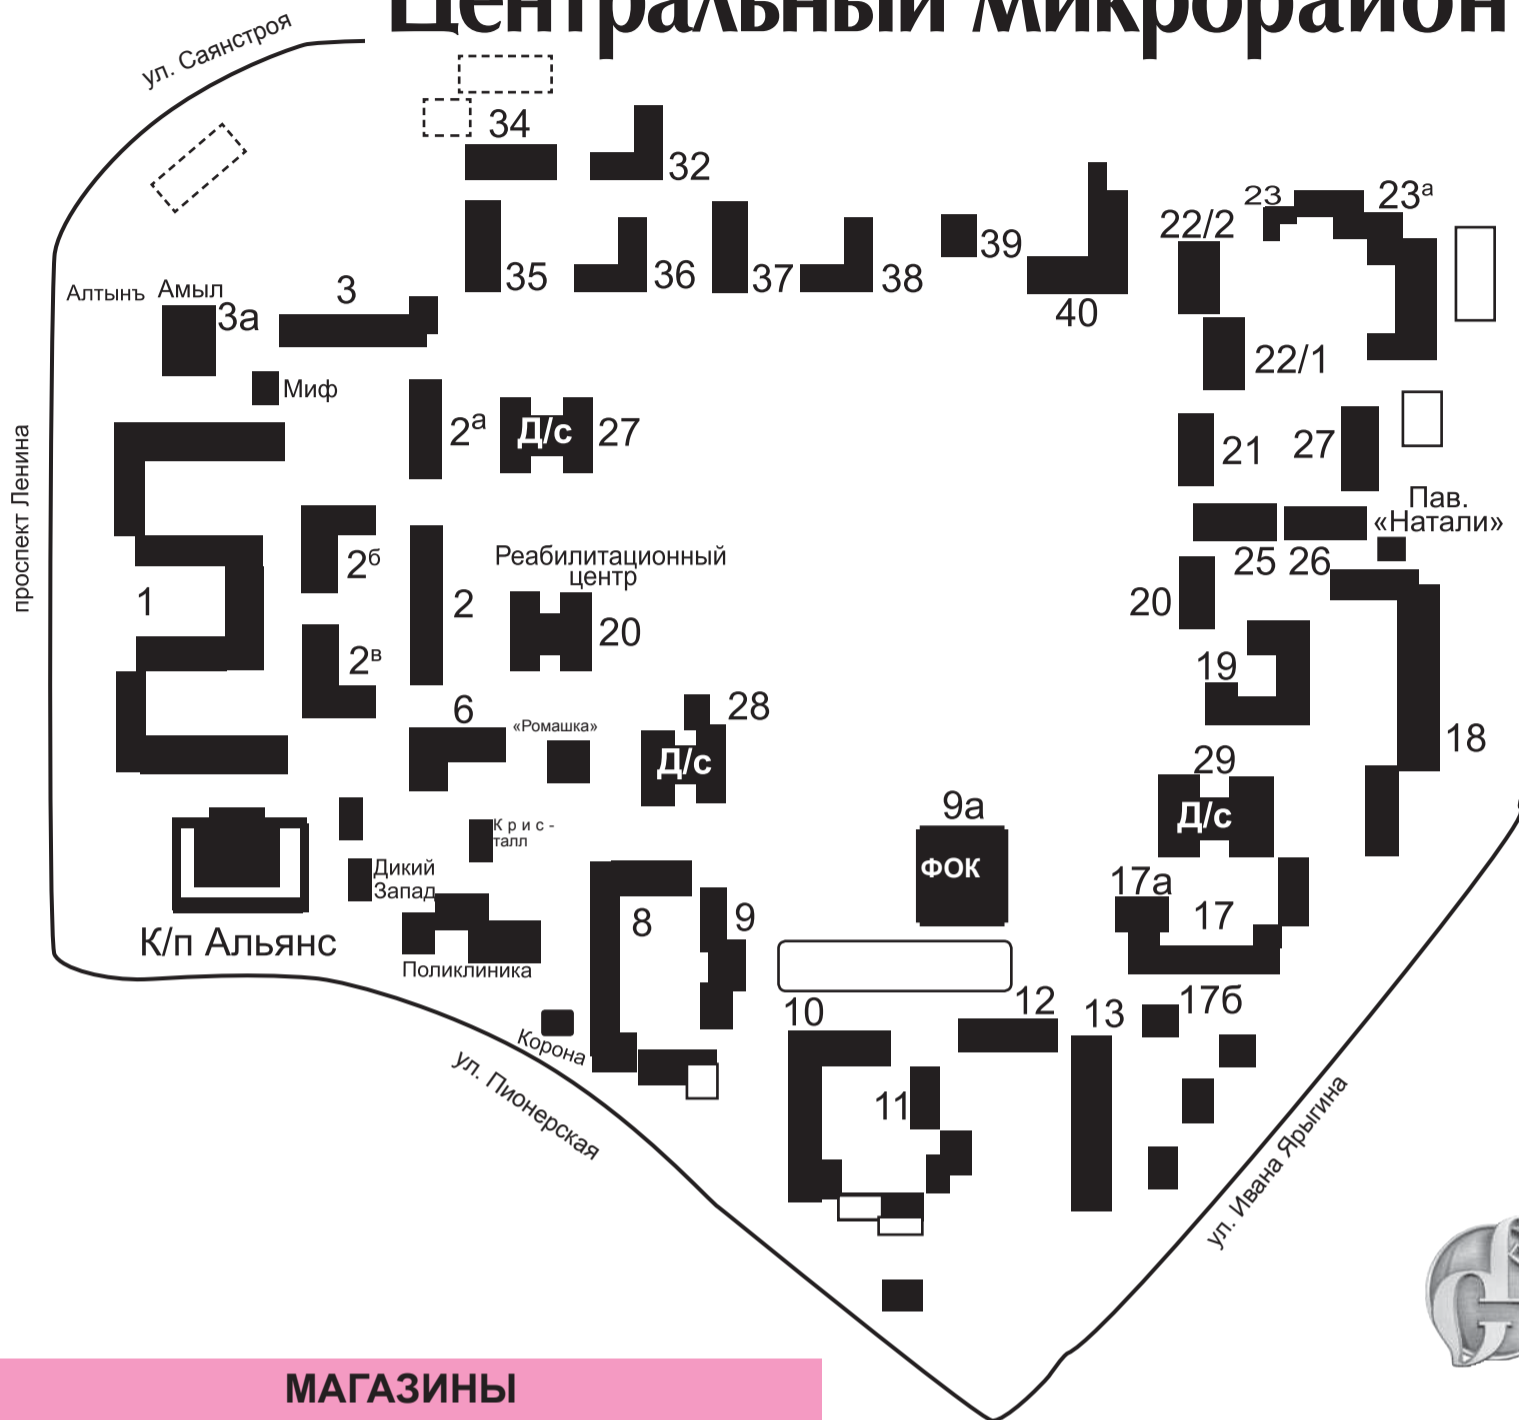 Центральный микрорайон
ул. Саянстроя
34
32
35
36
37
38
39
40
22/2
23
23а
22/1
Алтынъ
Амыл
3а
3
Миф
2а
Д/с
27
21
27
Пав.
«Натали»
25
26
проспект Ленина
1
2б
2
Реабилитационный
центр
20
2в
20
19
18
6
«Ромашка»
28
Д/с
29
Д/с
9а
ФОК
Крис-
талл
Дикий
Запад
К/п Альянс
Поликлиника
8
9
17а
17
17б
Корона
10
12
13
11
ул. Пионерская
ул. Ивана Ярыгина
МАГАЗИНЫ